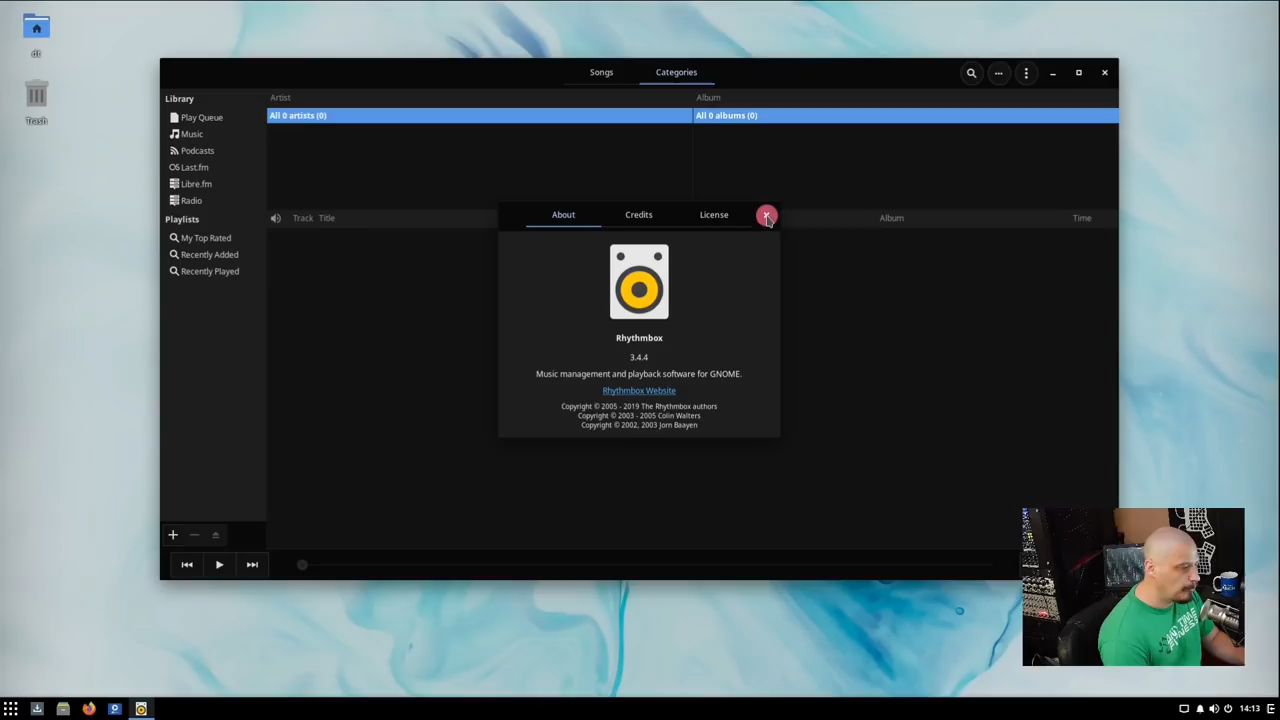 dt
Trash
Songs
Categories
Library
Play Queue
Music
Podcasts
Last.fm
Libre.fm
Radio
Playlists
My Top Rated
Recently Added
Recently Played
Artist
Album
All 0 artists (0)
All 0 albums (0)
Track Title
Album
Time
About
Credits
License
Rhythmbox
3.4.4
Music management and playback software for GNOME.
Rhythmbox Website
Copyright © 2005 - 2019 The Rhythmbox authors
Copyright © 2003 - 2005 Colin Walters
Copyright © 2002, 2003 Jorn Baayen
14:13